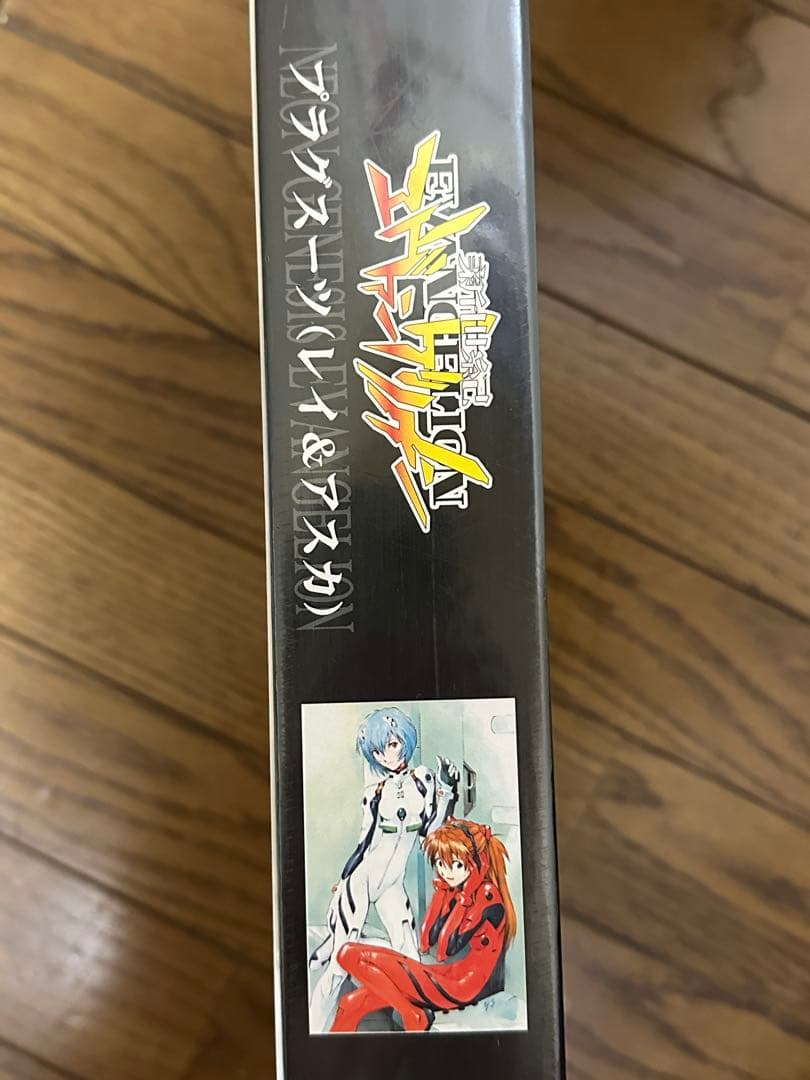 新世紀
エヴァンゲリオン
EVANGELION
プラグスーツ(レイ&アスカ)
NEON GENESIS EVANGELION